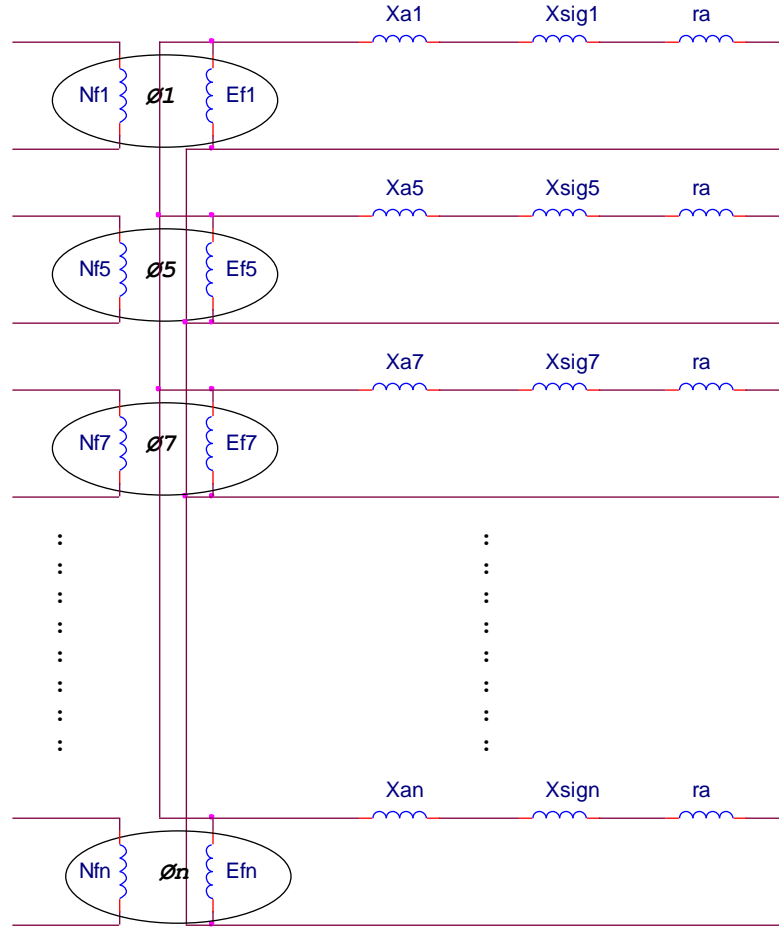 Xa1 Xsig1 ra
Nf1 Ø1 Ef1
Xa5 Xsig5 ra
Nf5 Ø5 Ef5
Xa7 Xsig7 ra
Nf7 Ø7 Ef7
Xan Xsign ra
Nfn Øn Efn